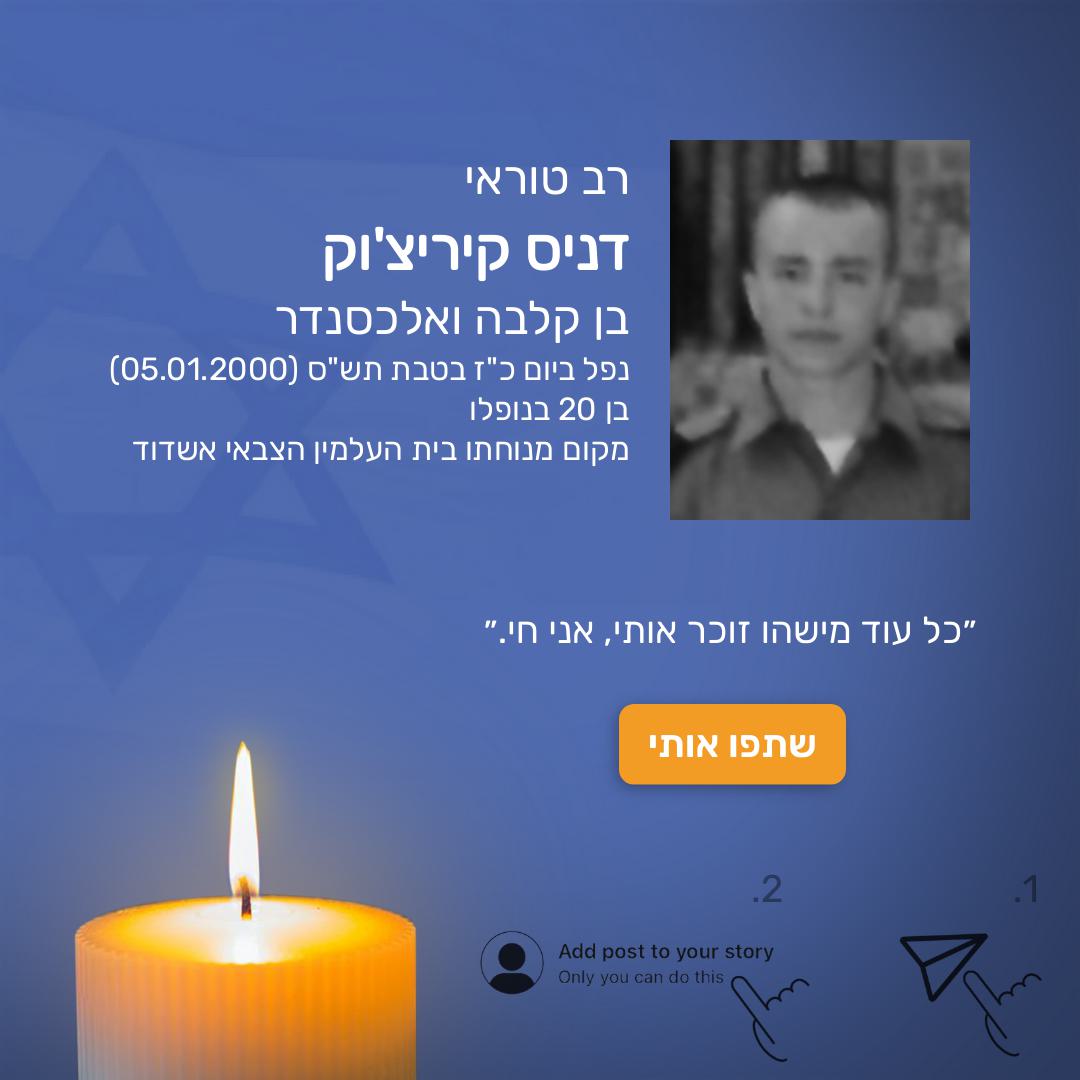 רב טוראי
דניס קיריצ'וק
בן קלבה ואלכסנדר
נפל ביום כ"ז בטבת תש"ס (05.01.2000)
בן 20 בנופלו
מקום מנוחתו בית העלמין הצבאי אשדוד
״כל עוד מישהו זוכר אותי, אני חי.״
שתפו אותי
1.
2.
Add post to your story
Only you can do this